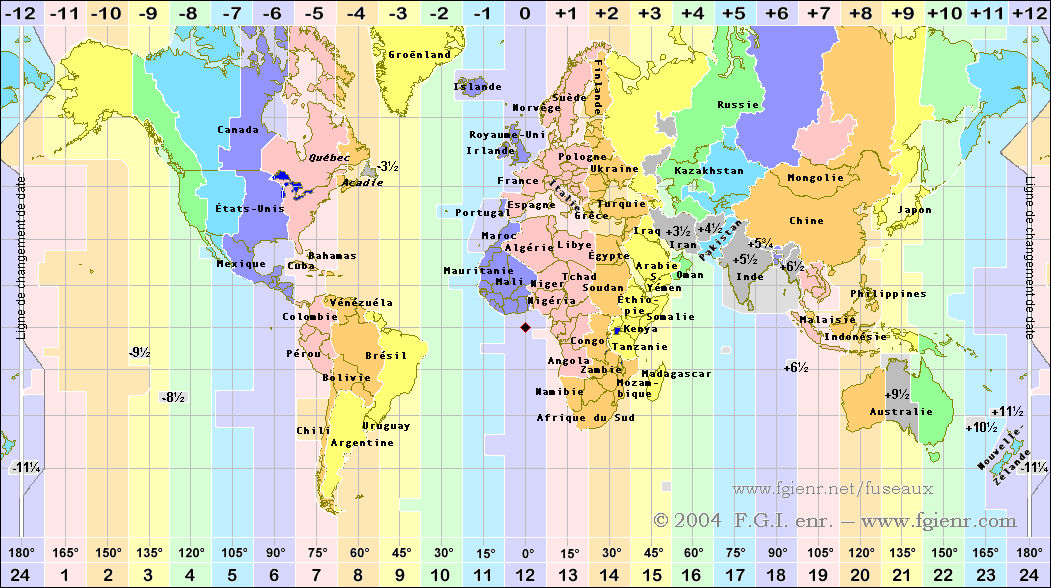 -12 -11 -10 -9 -8 -7 -6 -5 -4 -3 -2 -1 0 +1 +2 +3 +4 +5 +6 +7 +8 +9 +10 +11 +12
Groënland
Islande
Finlande
Suède
Norvège
Russie
Canada
Royaume-Uni
Irlande
Québec
-3½
Acadie
Pologne
Ukraine
Kazakhstan
Mongolie
France
Italie
Ligne de changement de date
Ligne de changement de date
États-Unis
Espagne
Portugal
Grèce
Turquie
Chine
Japon
Maroc
Iraq
+3½
+4½
Iran
Pakistan
+5¾
Mexique
Cuba
Bahamas
Algérie
Libye
Égypte
+5½
Inde
+6½
Mauritanie
Mali
Niger
Tchad
Soudan
Arabie
S.
Oman
Yémen
Vénézuéla
Colombie
Nigéria
Éthio-
pie
Somalie
Philippines
Malaisie
Kenya
Indonésie
Congo
Tanzanie
-9½
Pérou
Brésil
Bolivie
Angola
Zambie
Madagascar
+6½
Mozam-
bique
Namibie
-8½
+9½
Australie
+11½
+10½
Afrique du Sud
Chili
Uruguay
Argentine
Nouvelle-
Zélande
-11¼
-11¼
www.fgienr.net/fuseaux
© 2004 F.G.I. enr. – www.fgienr.com
180° 165° 150° 135° 120° 105° 90° 75° 60° 45° 30° 15° 0° 15° 30° 45° 60° 75° 90° 105° 120° 135° 150° 165° 180°
24 1 2 3 4 5 6 7 8 9 10 11 12 13 14 15 16 17 18 19 20 21 22 23 24